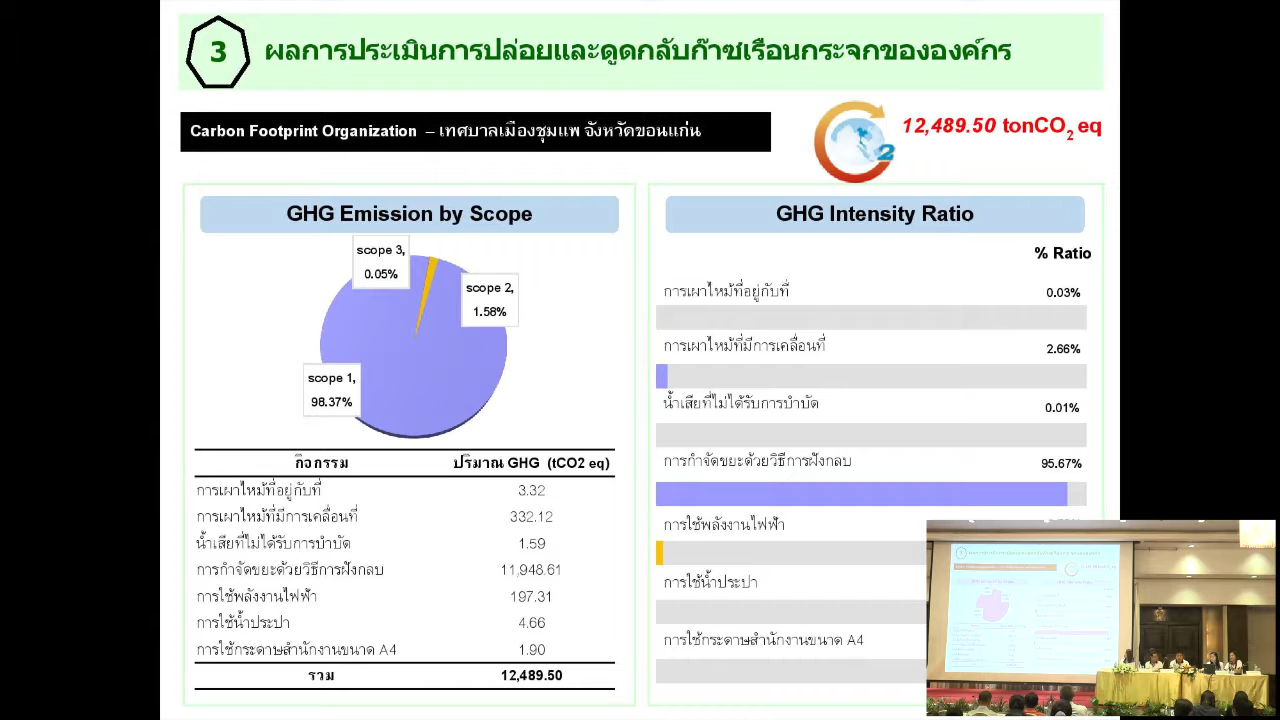 3
ผลการประเมินการปล่อยและดูดกลับก๊าซเรือนกระจกขององค์กร
Carbon Footprint Organization – เทศบาลเมืองชุมแพ จังหวัดขอนแก่น
2
12,489.50 tonCO2 eq
GHG Emission by Scope
scope 3,
0.05%
scope 2,
1.58%
scope 1,
98.37%
กิจกรรม ปริมาณ GHG (tCO2 eq)
การเผาไหม้ที่อยู่กับที่ 3.32
การเผาไหม้ที่มีการเคลื่อนที่ 332.12
น้ำเสียที่ไม่ได้รับการบำบัด 1.59
การกำจัดขยะด้วยวิธีการฝังกลบ 11,948.61
การใช้พลังงานไฟฟ้า 197.31
การใช้น้ำประปา 4.66
การใช้กระดาษสำนักงานขนาด A4 1.90
รวม 12,489.50
GHG Intensity Ratio
% Ratio
การเผาไหม้ที่อยู่กับที่ 0.03%
การเผาไหม้ที่มีการเคลื่อนที่ 2.66%
น้ำเสียที่ไม่ได้รับการบำบัด 0.01%
การกำจัดขยะด้วยวิธีการฝังกลบ 95.67%
การใช้พลังงานไฟฟ้า
การใช้น้ำประปา
การใช้กระดาษสำนักงานขนาด A4